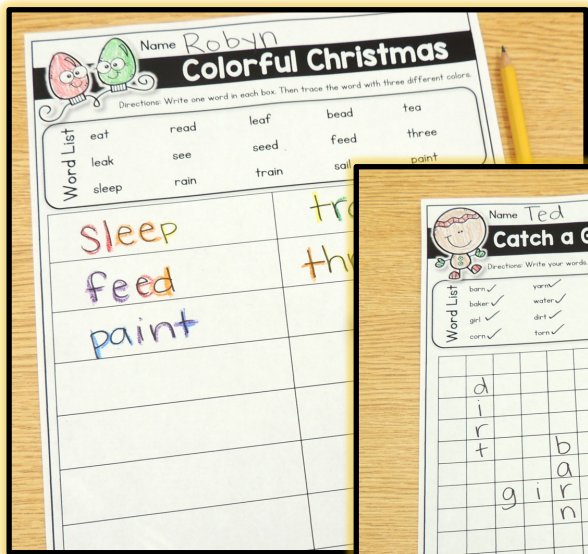 Name Robyn
Colorful Christmas
Directions: Write one word in each box. Then trace the word with three different colors.
Word List
eat read leaf bead tea
leak see seed feed three
sleep rain train sail paint
sleep tr
feed thr
paint
Name Ted
Catch a G
Directions: Write your words
Word List
barn✓ yarn✓
baker✓ water✓
girl✓ dirt✓
corn✓ torn✓
d
i
r
t b
a
g i r
n